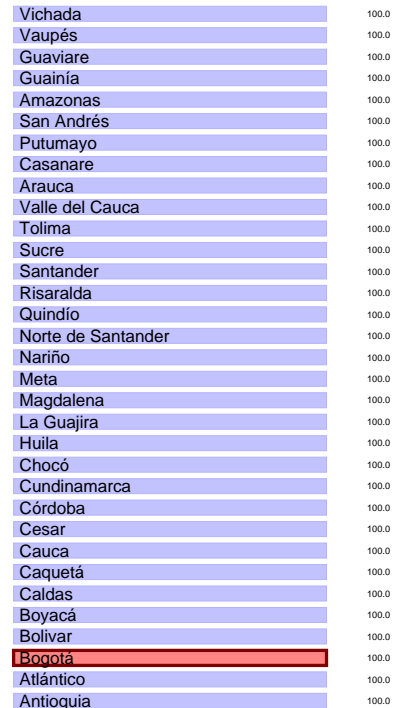 Vichada 100.0
Vaupés 100.0
Guaviare 100.0
Guainía 100.0
Amazonas 100.0
San Andrés 100.0
Putumayo 100.0
Casanare 100.0
Arauca 100.0
Valle del Cauca 100.0
Tolima 100.0
Sucre 100.0
Santander 100.0
Risaralda 100.0
Quindío 100.0
Norte de Santander 100.0
Nariño 100.0
Meta 100.0
Magdalena 100.0
La Guajira 100.0
Huila 100.0
Chocó 100.0
Cundinamarca 100.0
Córdoba 100.0
Cesar 100.0
Cauca 100.0
Caquetá 100.0
Caldas 100.0
Boyacá 100.0
Bolivar 100.0
Bogotá 100.0
Atlántico 100.0
Antioquia 100.0